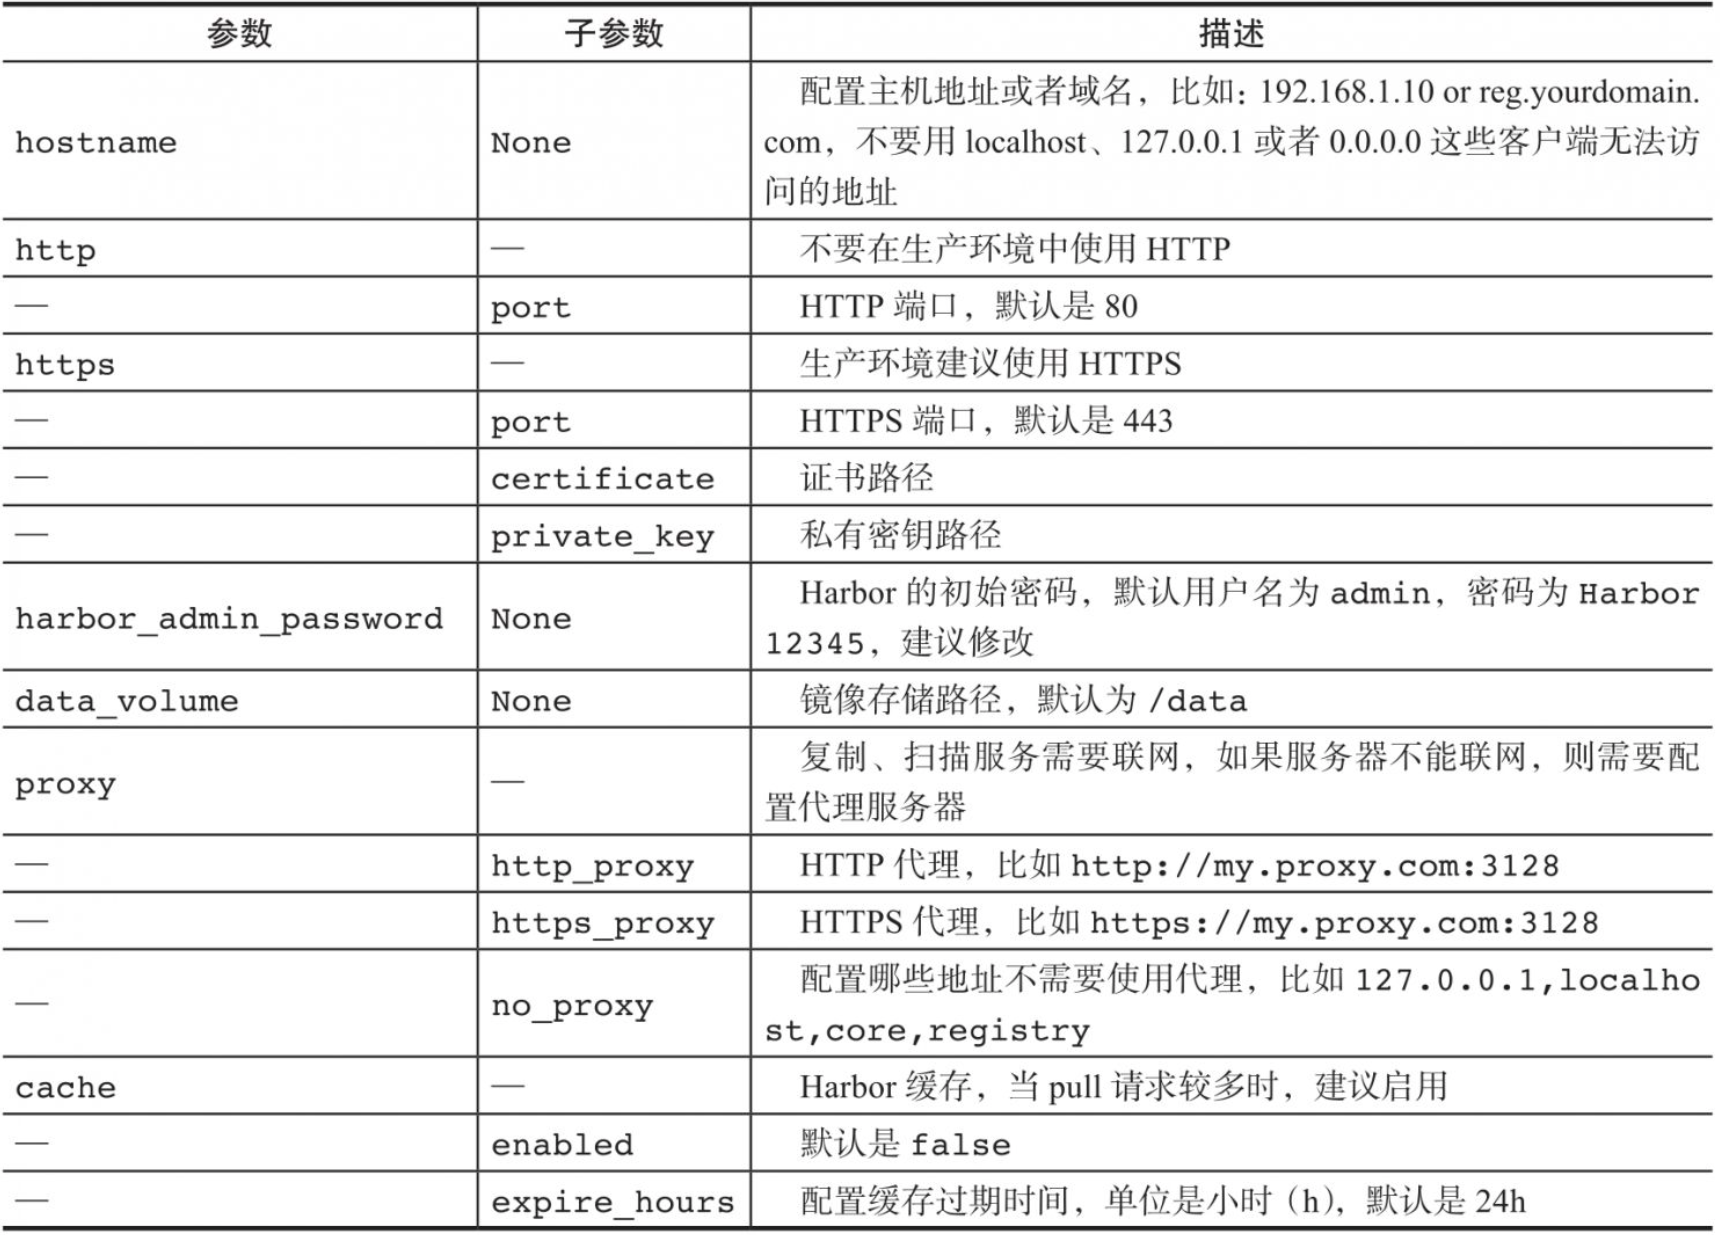 参数 子参数 描述
配置主机地址或者域名，比如：192.168.1.10 or reg.yourdomain.
hostname None com，不要用 localhost、127.0.0.1 或者 0.0.0.0 这些客户端无法访
问的地址
http — 不要在生产环境中使用 HTTP
— port HTTP 端口，默认是 80
https — 生产环境建议使用 HTTPS
— port HTTPS 端口，默认是 443
— certificate 证书路径
— private_key 私有密钥路径
harbor_admin_password None Harbor 的初始密码，默认用户名为 admin，密码为 Harbor
12345，建议修改
data_volume None 镜像存储路径，默认为 /data
proxy — 复制、扫描服务需要联网，如果服务器不能联网，则需要配
置代理服务器
— http_proxy HTTP 代理，比如 http://my.proxy.com:3128
— https_proxy HTTPS 代理，比如 https://my.proxy.com:3128
— no_proxy 配置哪些地址不需要使用代理，比如 127.0.0.1,localho
st,core,registry
cache — Harbor 缓存，当 pull 请求较多时，建议启用
— enabled 默认是 false
— expire_hours 配置缓存过期时间，单位是小时（h），默认是 24h